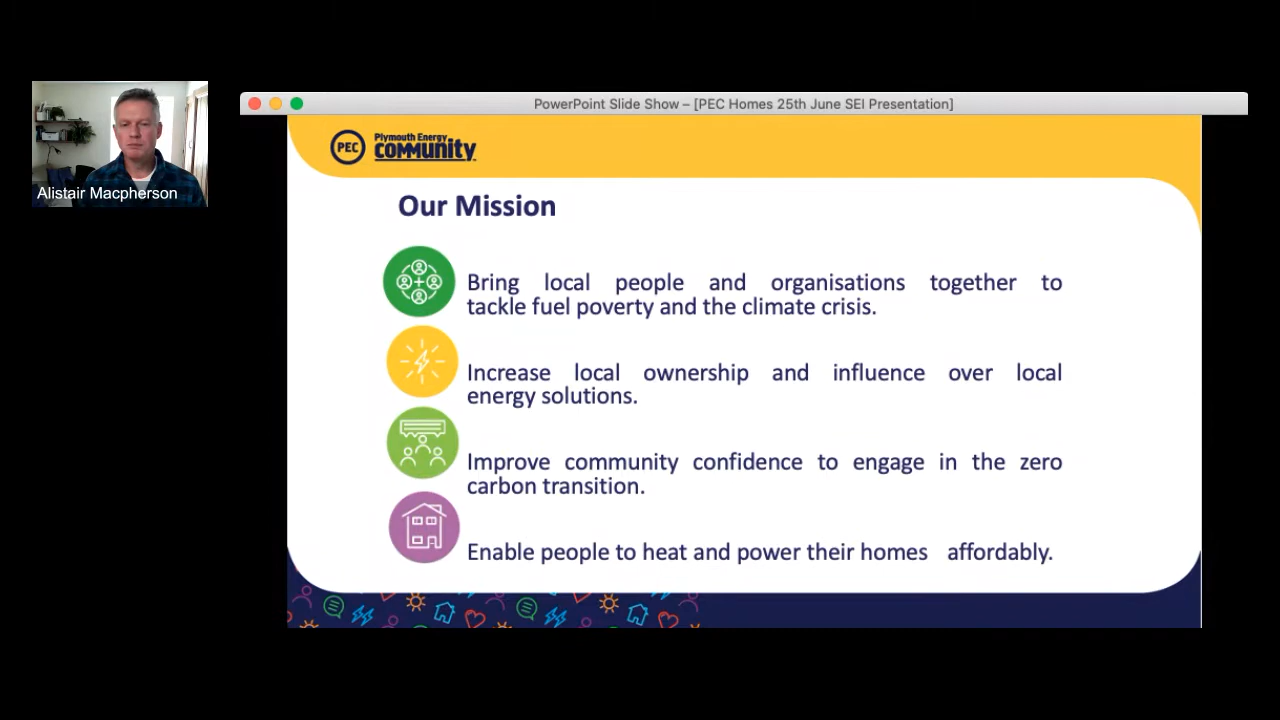 PowerPoint Slide Show – [PEC Homes 25th June SEI Presentation]
PEC
Plymouth Energy
community
Alistair Macpherson
Our Mission
Bring local people and organisations together to
tackle fuel poverty and the climate crisis.
Increase local ownership and influence over local
energy solutions.
Improve community confidence to engage in the zero
carbon transition.
Enable people to heat and power their homes affordably.